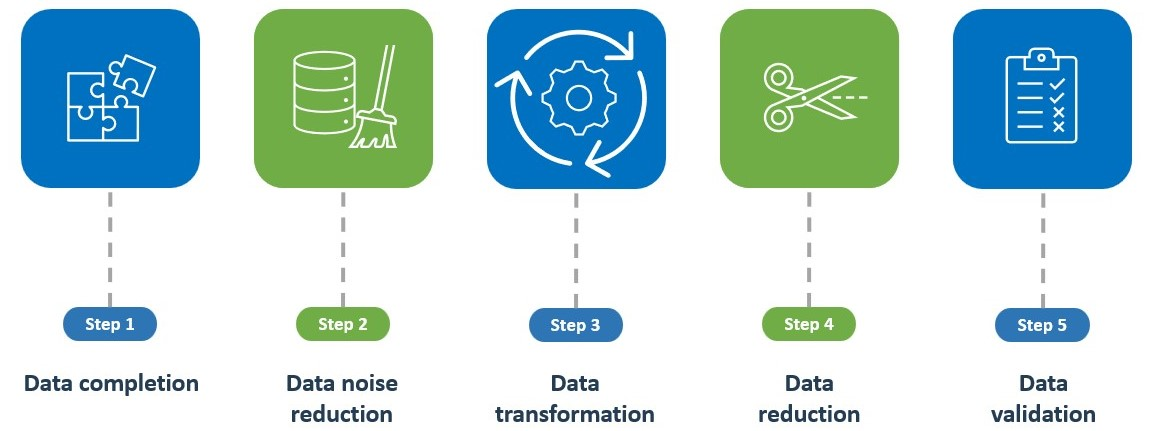 Step 1
Step 2
Step 3
Step 4
Step 5
Data completion
Data noise
reduction
Data
transformation
Data
reduction
Data
validation